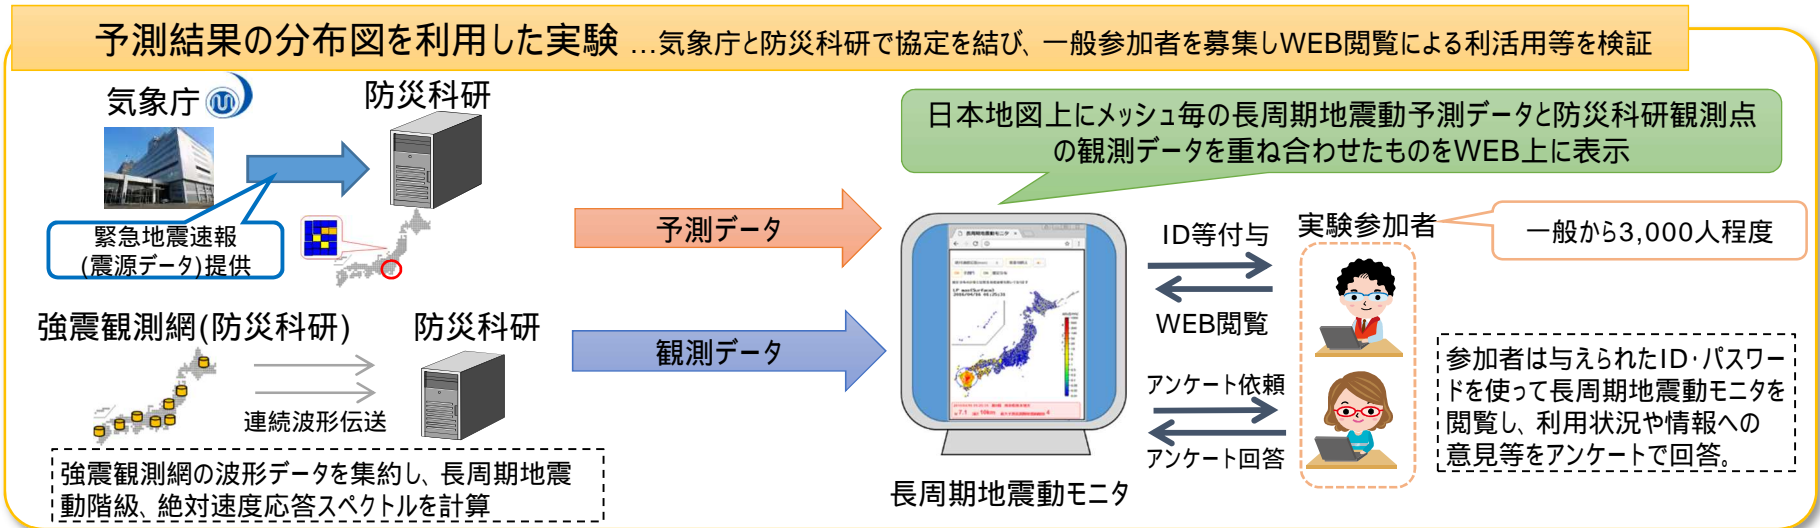 予測結果の分布図を利用した実験 …気象庁と防災科研で協定を結び、一般参加者を募集しWEB閲覧による利活用等を検証
気象庁
防災科研
緊急地震速報
(震源データ)提供
強震観測網(防災科研)
防災科研
連続波形伝送
強震観測網の波形データを集約し、長周期地震
動階級、絶対速度応答スペクトルを計算
予測データ
観測データ
日本地図上にメッシュ毎の長周期地震動予測データと防災科研観測点
の観測データを重ね合わせたものをWEB上に表示
長周期地震動モニタ
長周期地震動モニタ
ID等付与
WEB閲覧
アンケート依頼
アンケート回答
実験参加者
一般から3,000人程度
参加者は与えられたID・パスワー
ドを使って長周期地震動モニタを
閲覧し、利用状況や情報への
意見等をアンケートで回答。